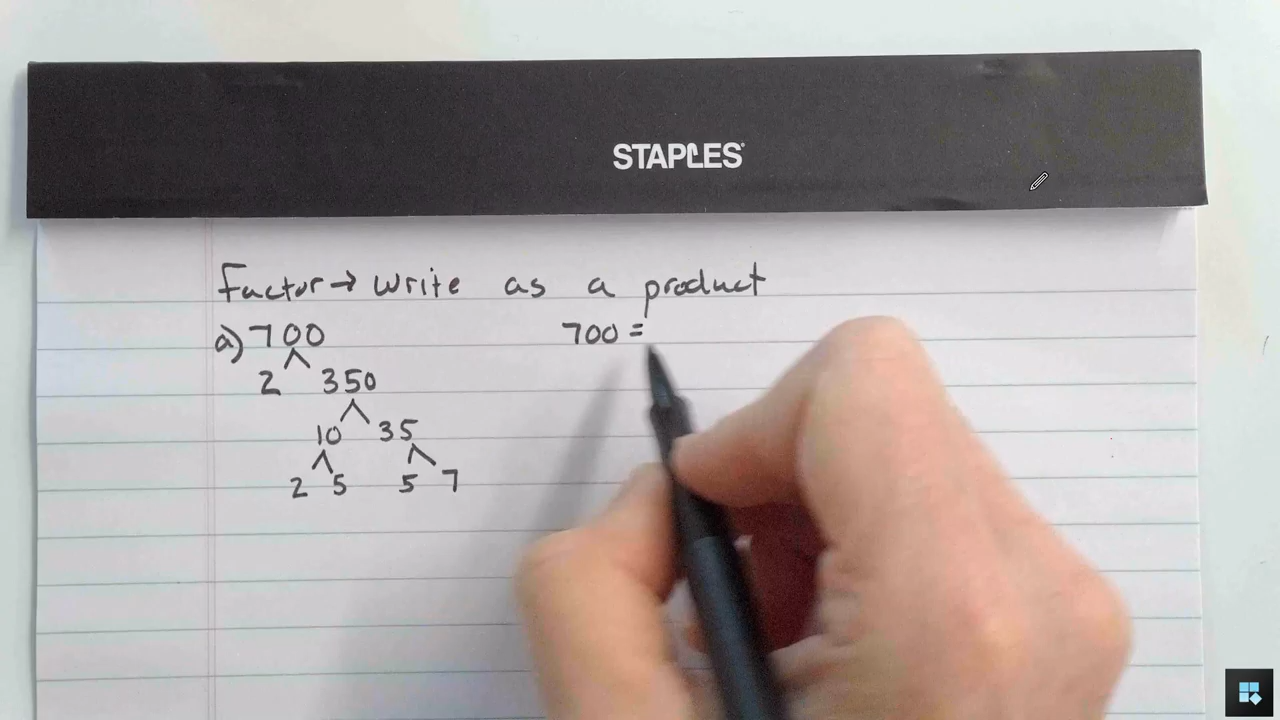 STAPLES
Factor → Write as a product
a) 700
700 =
2 350
10 35
2 5 5 7